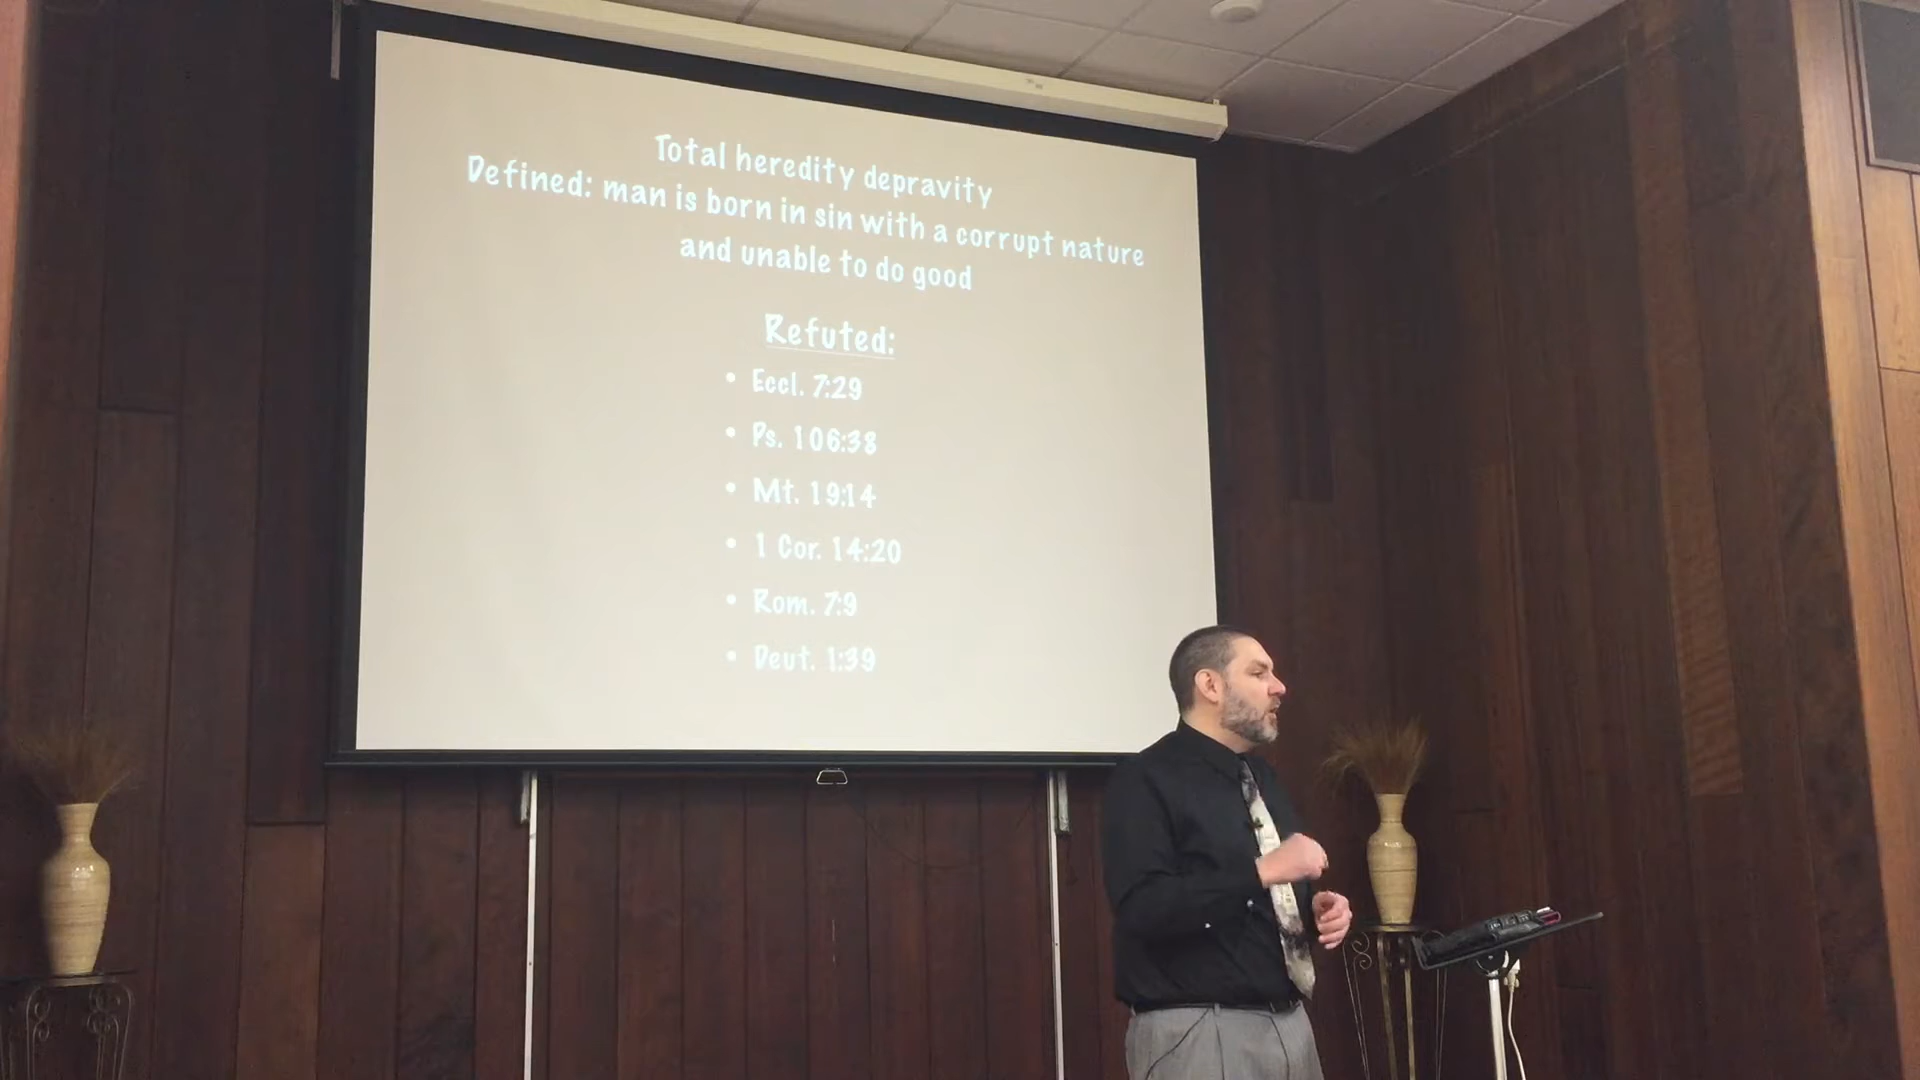 Total heredity depravity
Defined: man is born in sin with a corrupt nature
and unable to do good
Refuted:
• Eccl. 7:29
• Ps. 106:38
• Mt. 19:14
• 1 Cor. 14:20
• Rom. 7:9
• Deut. 1:39